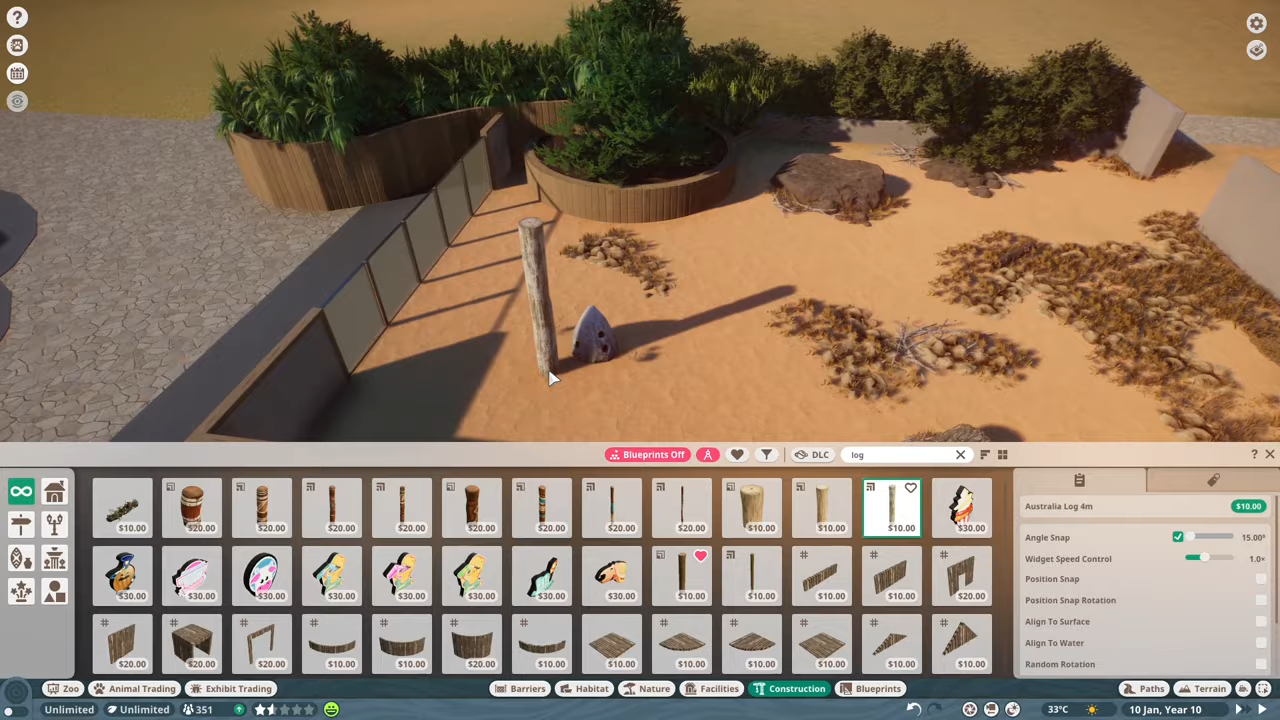 ?
Blueprints Off
DLC
log
?
$10.00
$20.00
$20.00
$20.00
$20.00
$20.00
$20.00
$20.00
$20.00
$10.00
$10.00
$10.00
$30.00
$30.00
$30.00
$30.00
$30.00
$30.00
$30.00
$30.00
$30.00
$10.00
$10.00
$10.00
$10.00
$20.00
$20.00
$20.00
$20.00
$10.00
$10.00
$20.00
$10.00
$10.00
$10.00
$10.00
$10.00
$10.00
$10.00
Australia Log 4m
$10.00
Angle Snap
15.00°
Widget Speed Control
1.0×
Position Snap
Position Snap Rotation
Align To Surface
Align To Water
Random Rotation
Zoo
Animal Trading
Exhibit Trading
Barriers
Habitat
Nature
Facilities
Construction
Blueprints
Paths
Terrain
Unlimited
Unlimited
351
33°C
10 Jan, Year 10